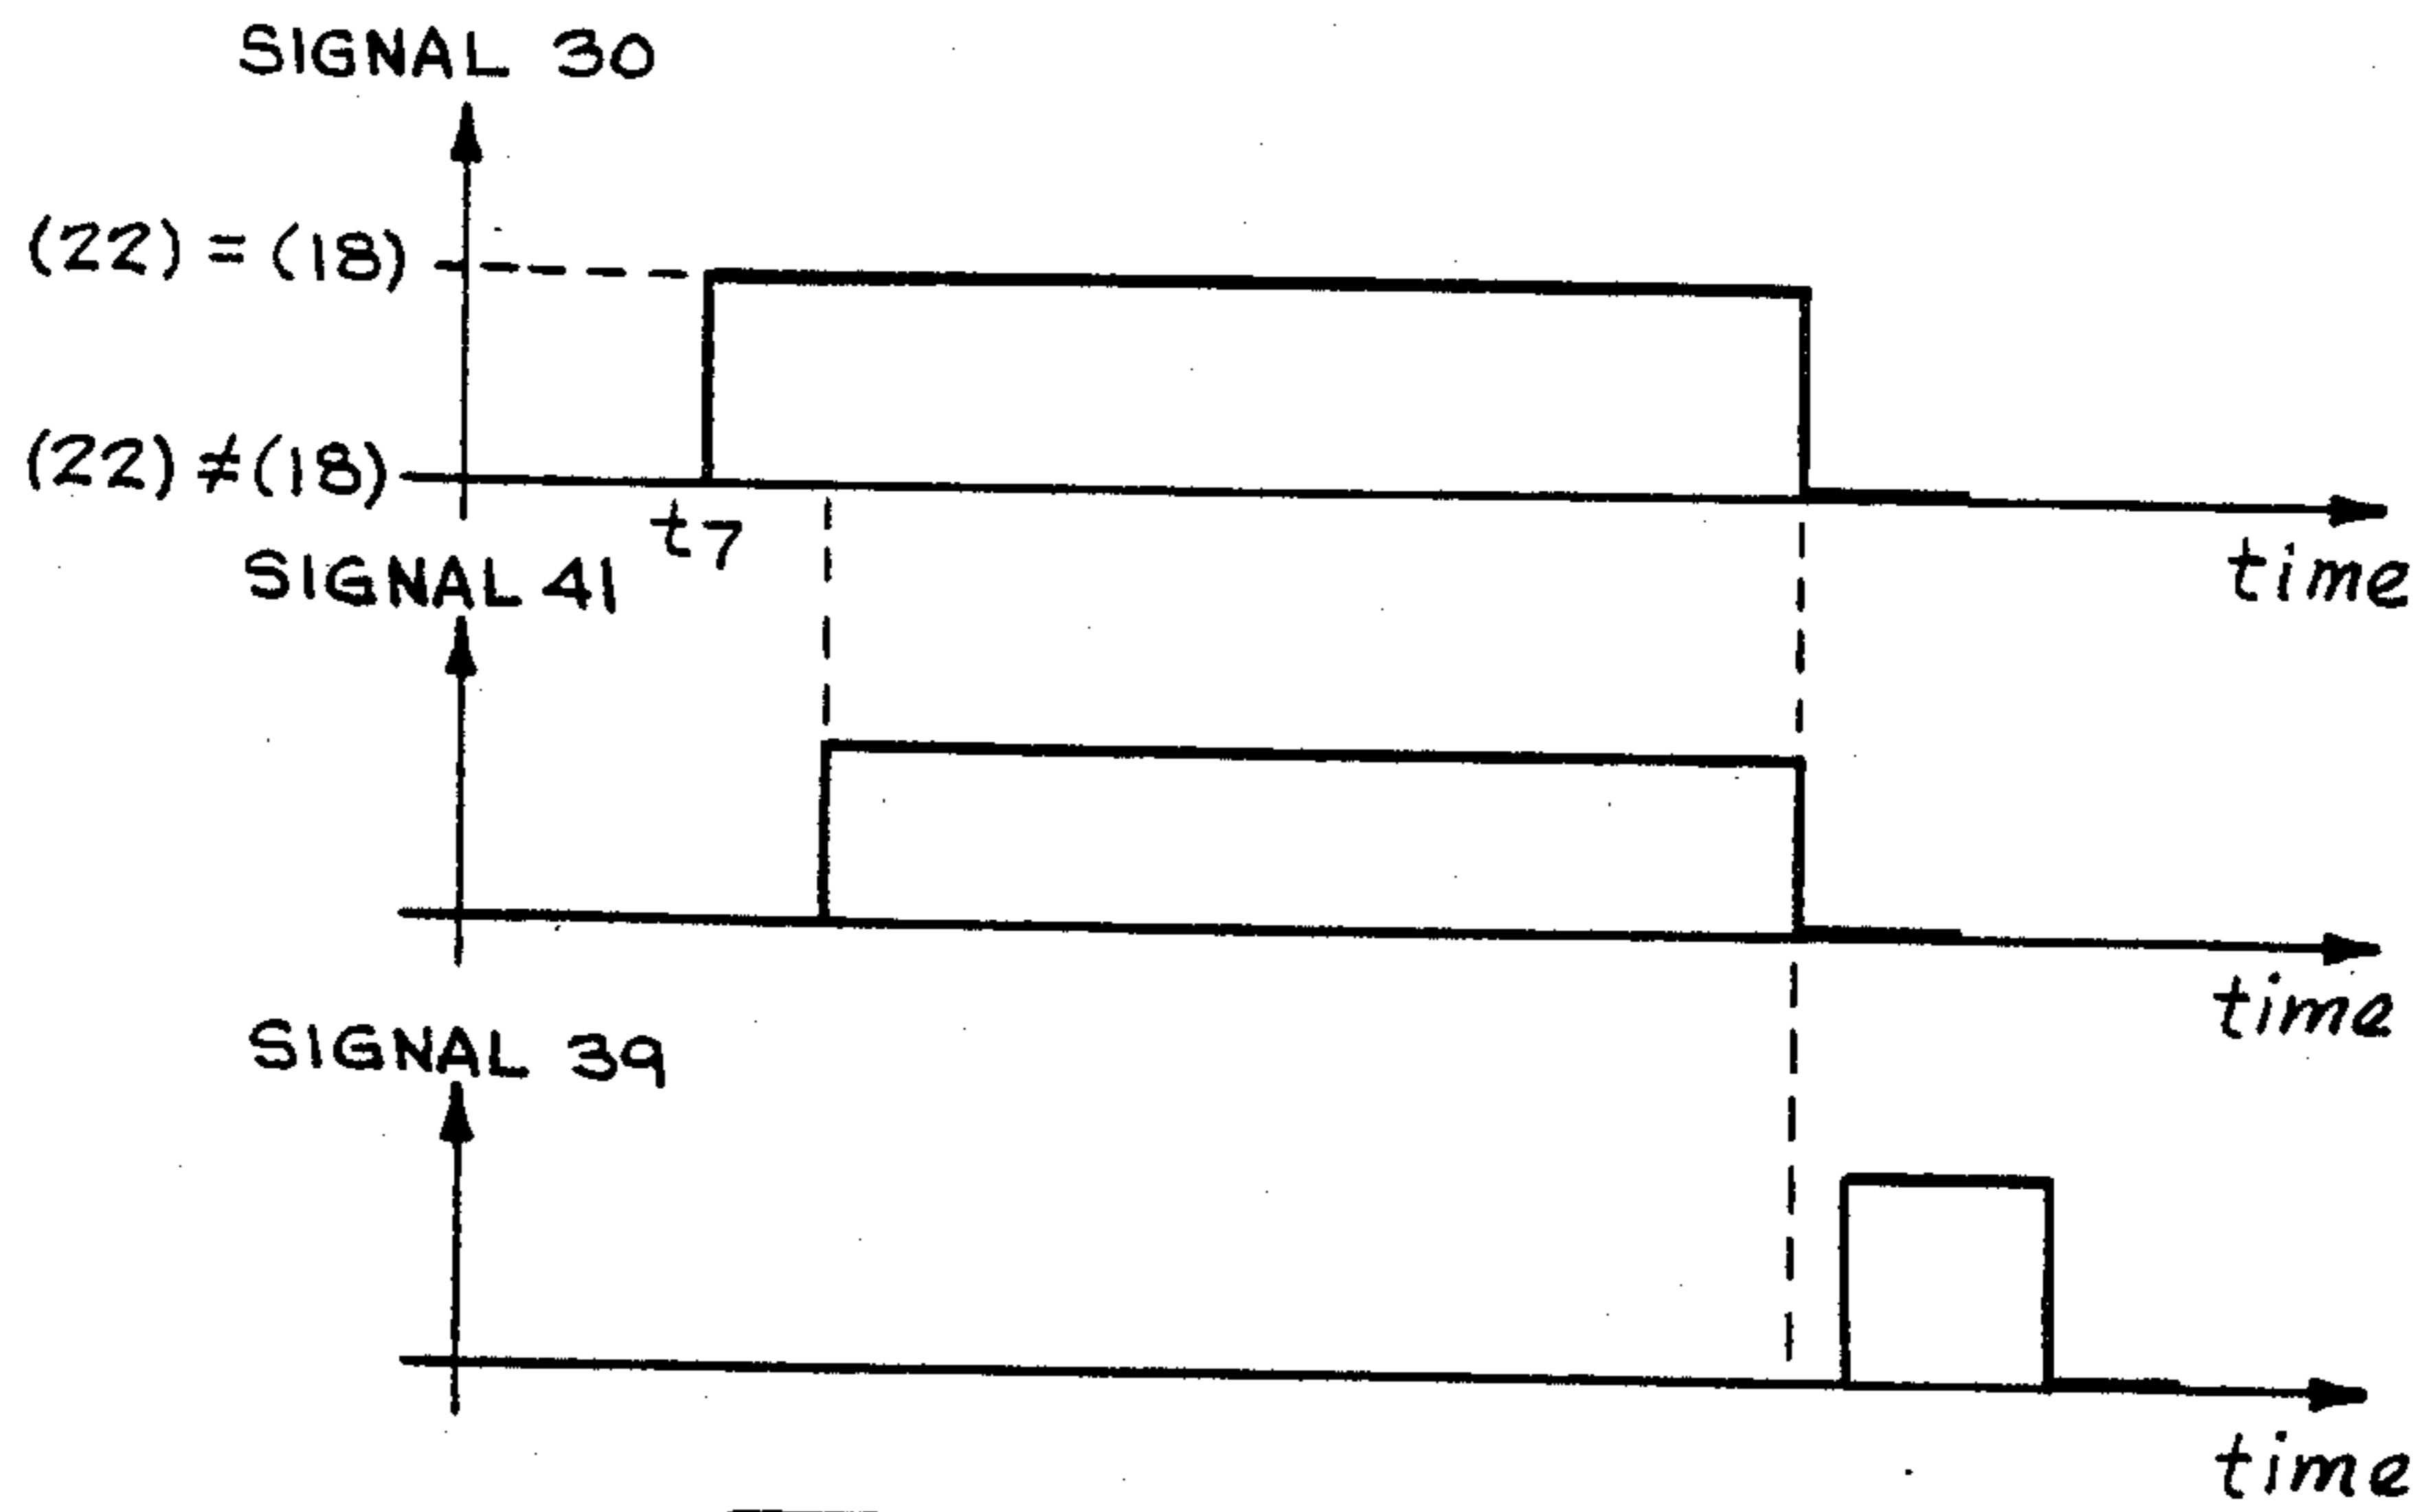 SIGNAL 30
(22) = (18)
(22) ≠ (18)
t7
time
SIGNAL 41
time
SIGNAL 39
time